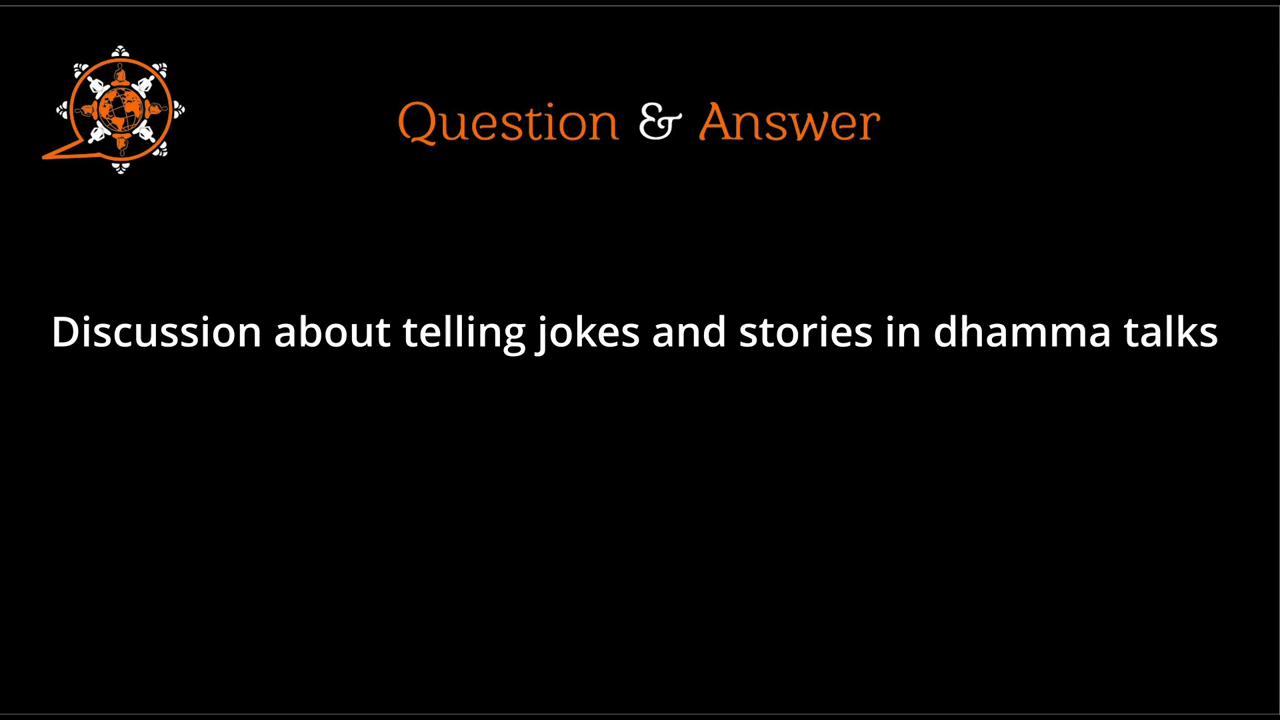 Question & Answer
Discussion about telling jokes and stories in dhamma talks